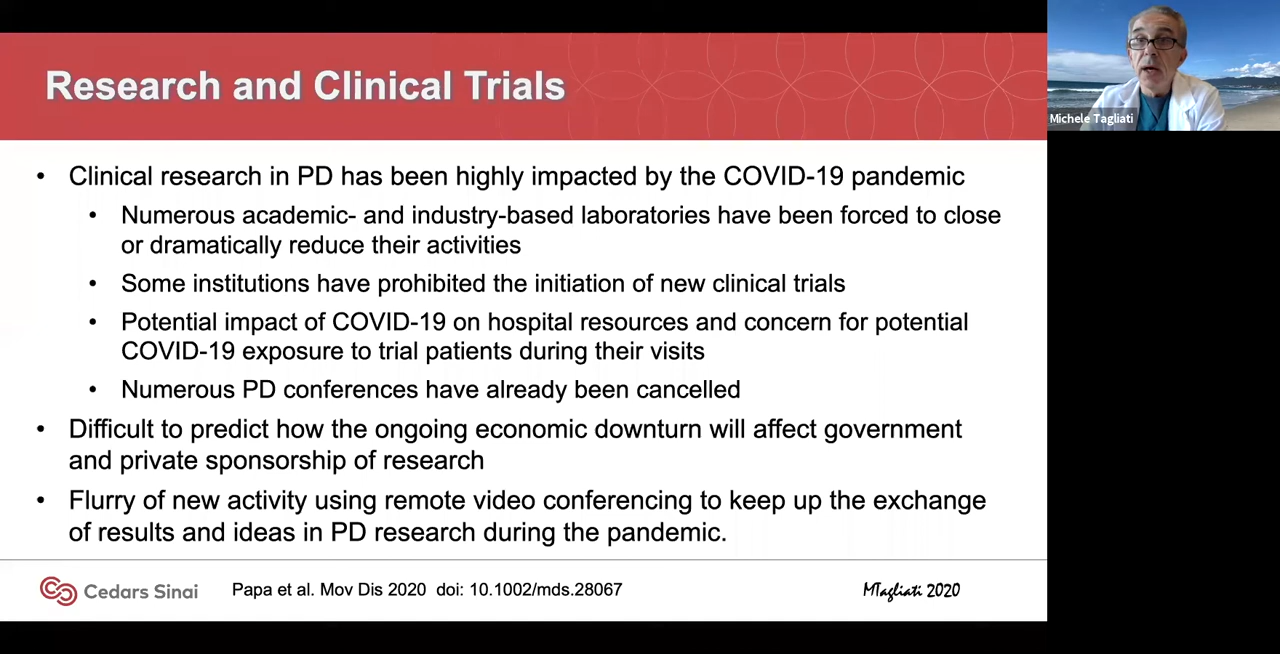 Research and Clinical Trials
Michele Tagliati
• Clinical research in PD has been highly impacted by the COVID-19 pandemic
• Numerous academic- and industry-based laboratories have been forced to close
or dramatically reduce their activities
• Some institutions have prohibited the initiation of new clinical trials
• Potential impact of COVID-19 on hospital resources and concern for potential
COVID-19 exposure to trial patients during their visits
• Numerous PD conferences have already been cancelled
• Difficult to predict how the ongoing economic downturn will affect government
and private sponsorship of research
• Flurry of new activity using remote video conferencing to keep up the exchange
of results and ideas in PD research during the pandemic.
Cedars Sinai
Papa et al. Mov Dis 2020 doi: 10.1002/mds.28067
MTagliati 2020